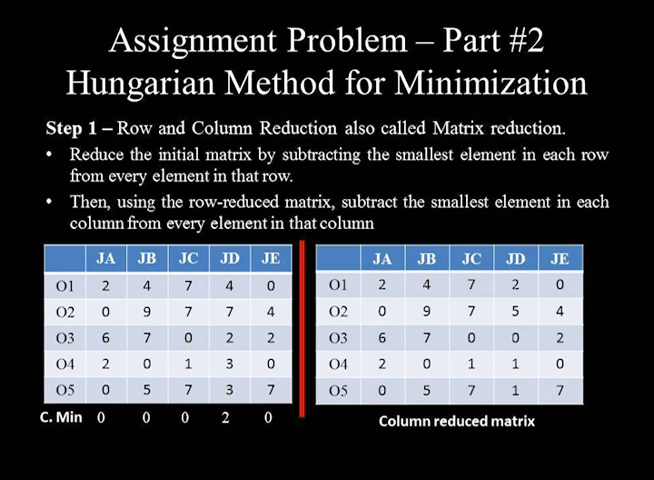 Assignment Problem – Part #2
Hungarian Method for Minimization
Step 1 – Row and Column Reduction also called Matrix reduction.
• Reduce the initial matrix by subtracting the smallest element in each row
from every element in that row.
• Then, using the row-reduced matrix, subtract the smallest element in each
column from every element in that column
JA JB JC JD JE
O1 2 4 7 4 0
O2 0 9 7 7 4
O3 6 7 0 2 2
O4 2 0 1 3 0
O5 0 5 7 3 7
C. Min 0 0 0 2 0
JA JB JC JD JE
O1 2 4 7 2 0
O2 0 9 7 5 4
O3 6 7 0 0 2
O4 2 0 1 1 0
O5 0 5 7 1 7
Column reduced matrix